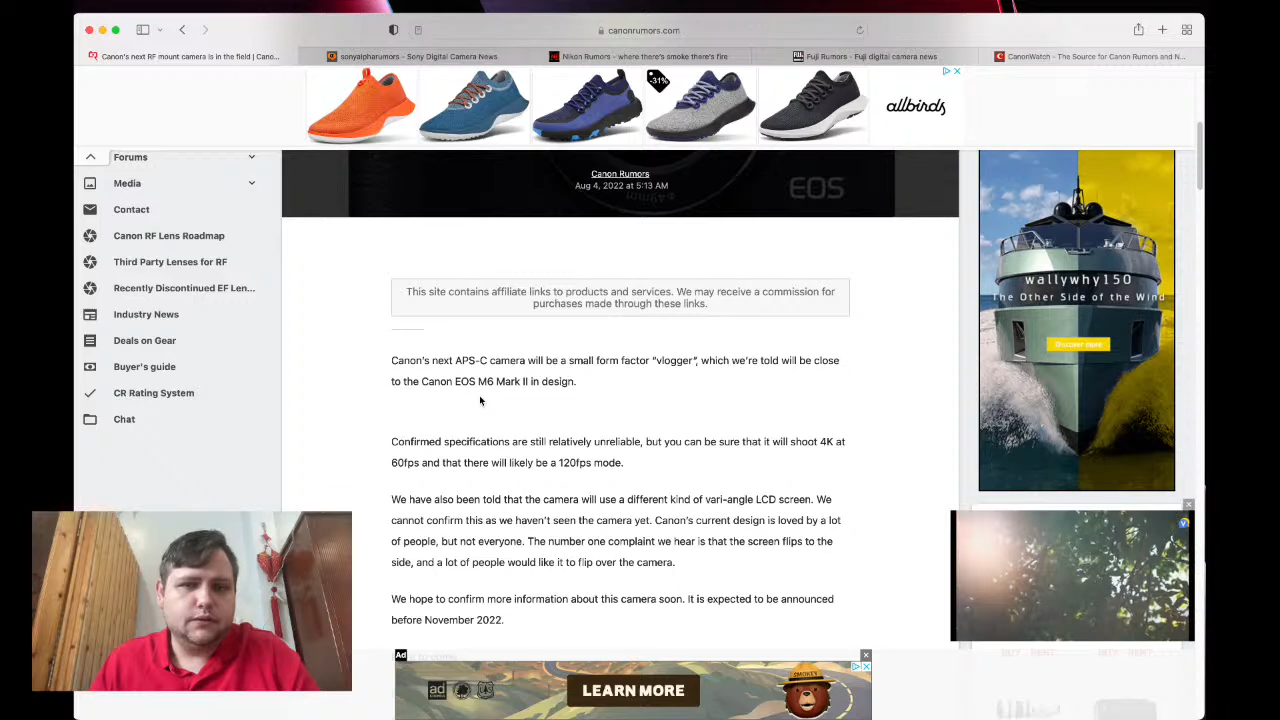 canonrumors.com
Canon's next RF mount camera is in the field | Cano...
sonyalpharumors – Sony Digital Camera News
Nikon Rumors - where there's smoke there's fire
Fuji Rumors - Fuji digital camera news
CanonWatch - The Source for Canon Rumors and N...
-31%
allbirds
Forums
Media
Contact
Canon RF Lens Roadmap
Third Party Lenses for RF
Recently Discontinued EF Len...
Industry News
Deals on Gear
Buyer's guide
CR Rating System
Chat
Canon Rumors
Aug 4, 2022 at 5:13 AM
EOS
This site contains affiliate links to products and services. We may receive a commission for
purchases made through these links.
Canon's next APS-C camera will be a small form factor “vlogger”, which we're told will be close
to the Canon EOS M6 Mark II in design.
Confirmed specifications are still relatively unreliable, but you can be sure that it will shoot 4K at
60fps and that there will likely be a 120fps mode.
We have also been told that the camera will use a different kind of vari-angle LCD screen. We
cannot confirm this as we haven't seen the camera yet. Canon's current design is loved by a lot
of people, but not everyone. The number one complaint we hear is that the screen flips to the
side, and a lot of people would like it to flip over the camera.
We hope to confirm more information about this camera soon. It is expected to be announced
before November 2022.
wallywhy150
The Other Side of the Wind
Discover more
Ad
ad
LEARN MORE
SMOKEY